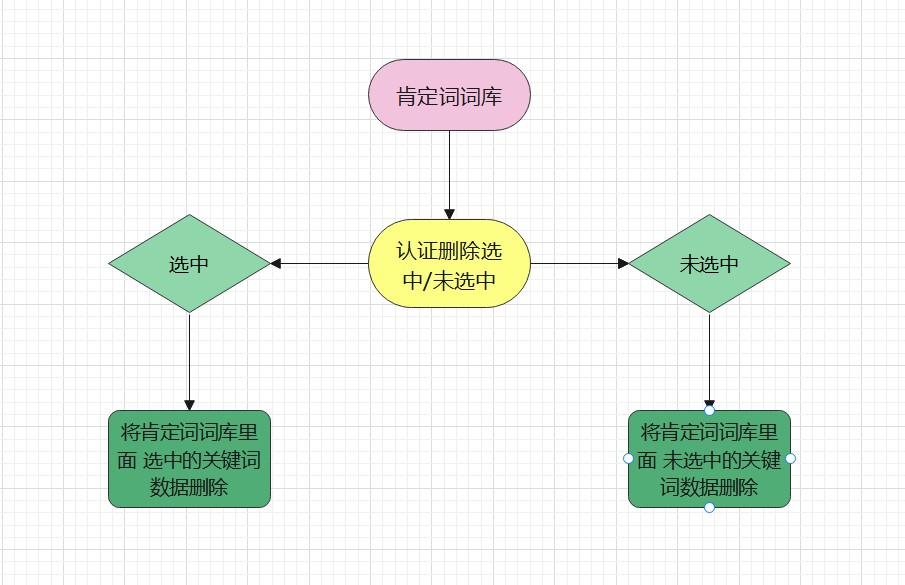 肯定词词库
认证删除选
中/未选中
选中
未选中
将肯定词词库里
面 选中的关键词
数据删除
将肯定词词库里
面 未选中的关键
词数据删除